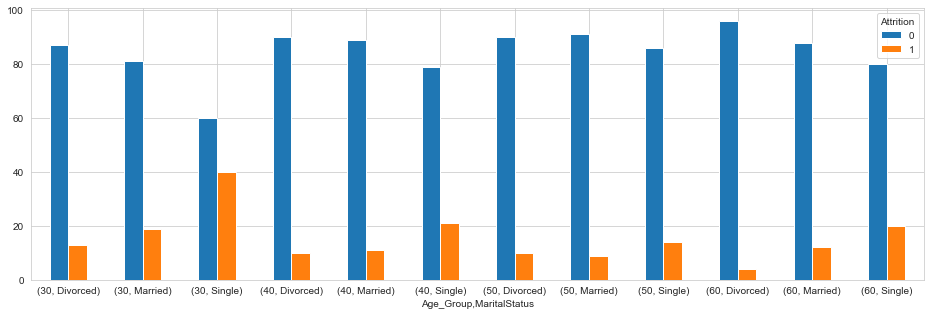 100
80
60
40
20
0
Attrition
0
1
(30, Divorced) (30, Married) (30, Single) (40, Divorced) (40, Married) (40, Single) (50, Divorced) (50, Married) (50, Single) (60, Divorced) (60, Married) (60, Single)
Age_Group,MaritalStatus